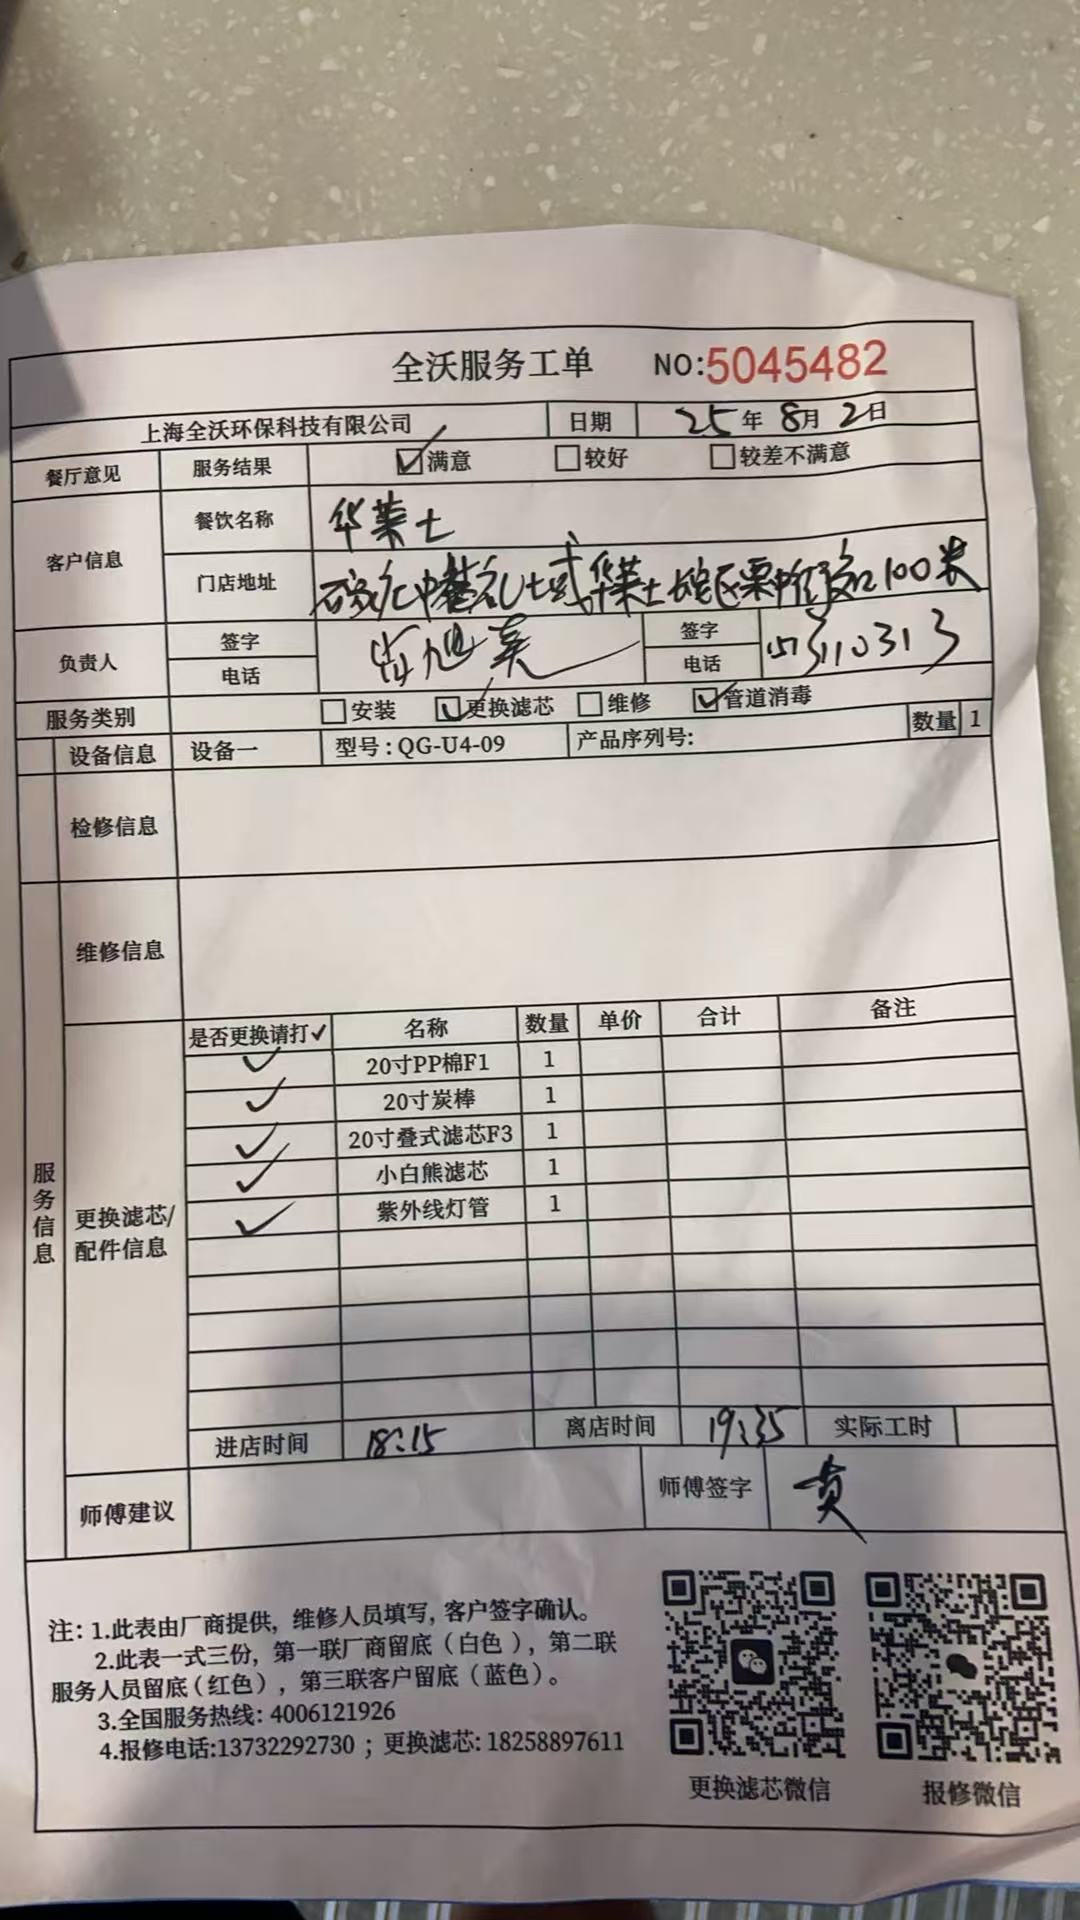 全沃服务工单 NO:5045482
上海全沃环保科技有限公司 日期 25年8月2日
餐厅意见 服务结果 ☑满意 □较好 □较差不满意
客户信息 餐饮名称 华莱士
门店地址 华莱士 100米
负责人 签字 签字
电话 电话
服务类别 □安装 ☑更换滤芯 □维修 ☑管道消毒
设备信息 设备一 型号:QG-U4-09 产品序列号: 数量 1
检修信息
维修信息
服务信息
更换滤芯/配件信息
是否更换请打✓ 名称 数量 单价 合计 备注
✓ 20寸PP棉F1 1
✓ 20寸炭棒 1
✓ 20寸叠式滤芯F3 1
✓ 小白熊滤芯 1
✓ 紫外线灯管 1
进店时间 18:15 离店时间 19:35 实际工时
师傅建议 师傅签字 黄
注: 1.此表由厂商提供, 维修人员填写, 客户签字确认。
2.此表一式三份, 第一联厂商留底(白色), 第二联
服务人员留底(红色), 第三联客户留底(蓝色)。
3.全国服务热线: 4006121926
4.报修电话:13732292730 ; 更换滤芯: 18258897611
更换滤芯微信 报修微信